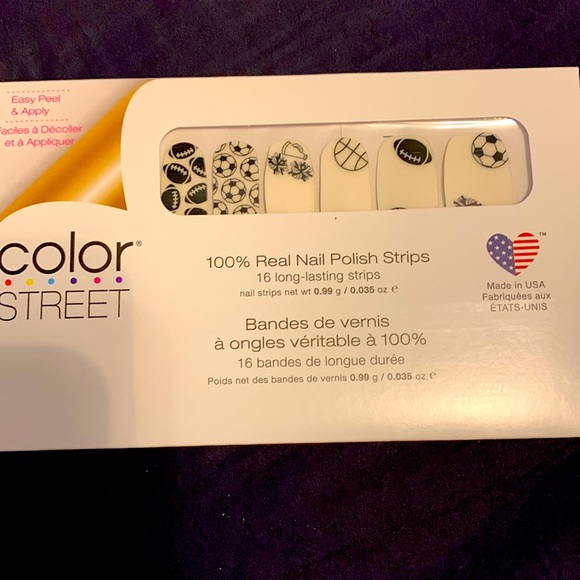 Easy Peel
& Apply
Faciles à Décoller
et à Appliquer
color®
STREET
100% Real Nail Polish Strips
16 long-lasting strips
nail strips net wt 0.99 g / 0.035 oz ℮
Bandes de vernis
à ongles véritable à 100%
16 bandes de longue durée
Poids net des bandes de vernis 0.99 g / 0.035 oz ℮
TM
Made in USA
Fabriquées aux
ÉTATS-UNIS